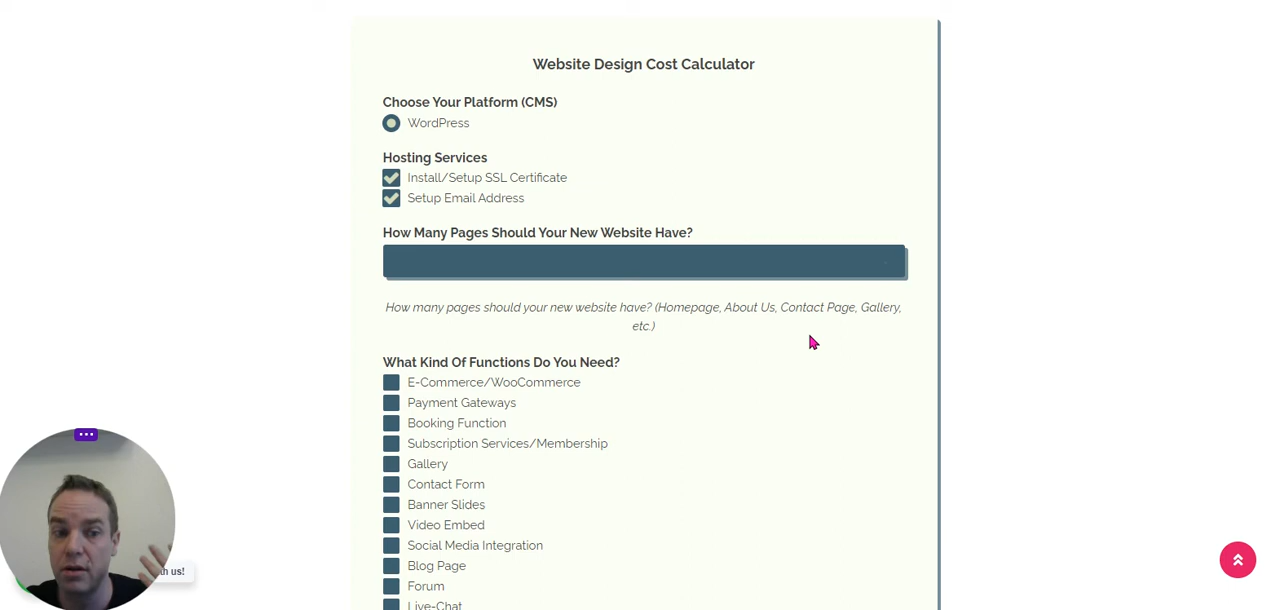 Website Design Cost Calculator
Choose Your Platform (CMS)
WordPress
Hosting Services
Install/Setup SSL Certificate
Setup Email Address
How Many Pages Should Your New Website Have?
How many pages should your new website have? (Homepage, About Us, Contact Page, Gallery,
etc.)
What Kind Of Functions Do You Need?
E-Commerce/WooCommerce
Payment Gateways
Booking Function
Subscription Services/Membership
Gallery
Contact Form
Banner Slides
Video Embed
Social Media Integration
Blog Page
Forum
Live-Chat
us!